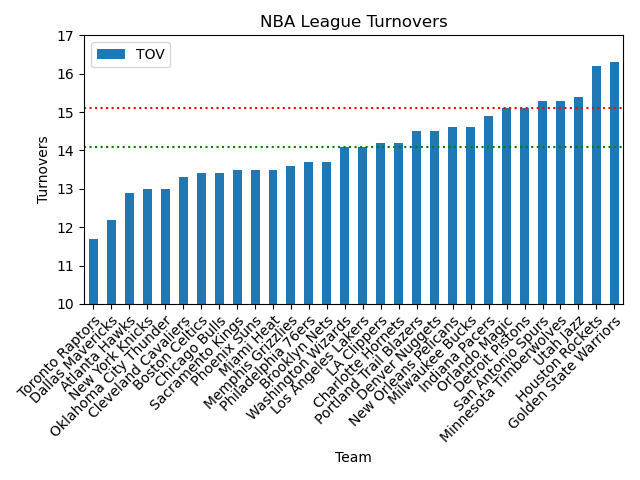 NBA League Turnovers
17
16
15
14
13
12
11
10
Turnovers
TOV
Toronto Raptors
Dallas Mavericks
Atlanta Hawks
New York Knicks
Oklahoma City Thunder
Cleveland Cavaliers
Boston Celtics
Chicago Bulls
Sacramento Kings
Phoenix Suns
Miami Heat
Memphis Grizzlies
Philadelphia 76ers
Brooklyn Nets
Washington Wizards
Los Angeles Lakers
LA Clippers
Charlotte Hornets
Portland Trail Blazers
Denver Nuggets
New Orleans Pelicans
Milwaukee Bucks
Indiana Pacers
Orlando Magic
Detroit Pistons
San Antonio Spurs
Minnesota Timberwolves
Utah Jazz
Houston Rockets
Golden State Warriors
Team